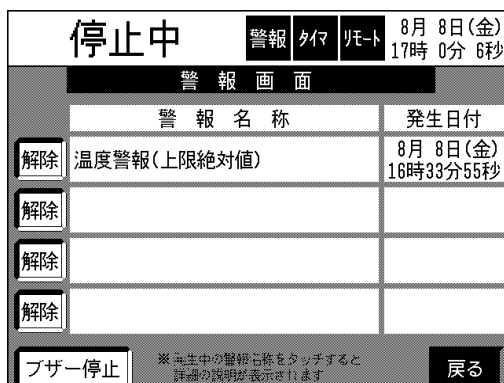 停止中
警報 タイマ リモート
8月 8日(金)
17時 0分 6秒
警報画面
警報名称 発生日付
解除 温度警報(上限絶対値) 8月 8日(金)
16時33分55秒
解除
解除
解除
ブザー停止
※発生中の警報名称をタッチすると
詳細の説明が表示されます
戻る